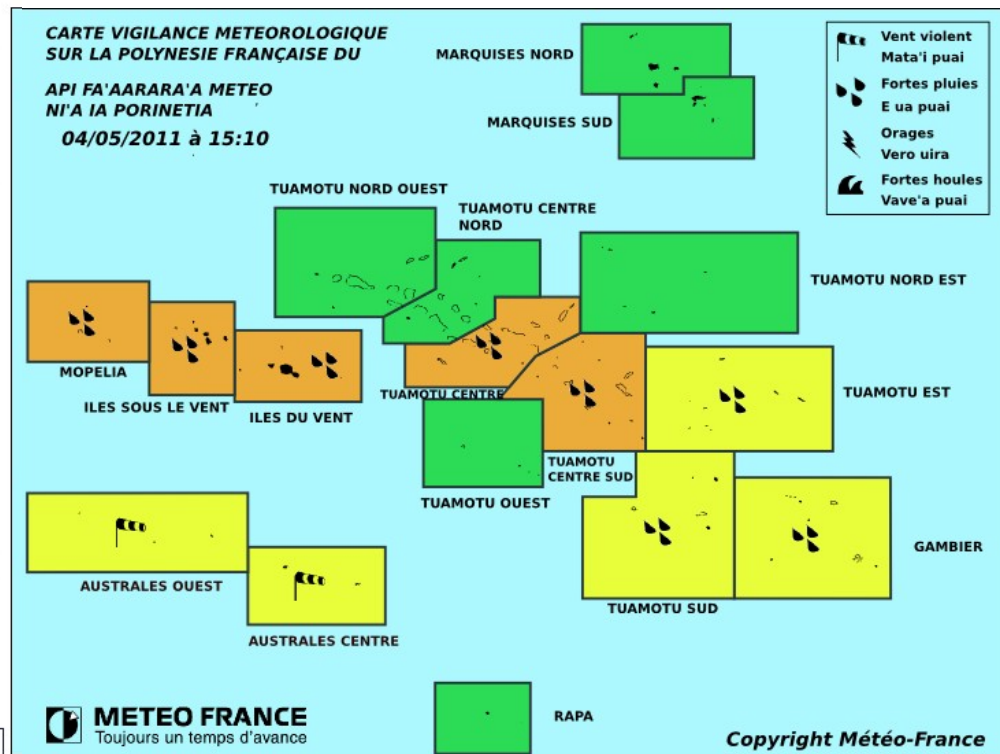 CARTE VIGILANCE METEOROLOGIQUE
SUR LA POLYNESIE FRANÇAISE DU
API FA'AARARA'A METEO
NI'A IA PORINETIA
04/05/2011 à 15:10
MARQUISES NORD
MARQUISES SUD
Vent violent
Mata'i puai
Fortes pluies
E ua puai
Orages
Vero uira
Fortes houles
Vave'a puai
TUAMOTU NORD OUEST
TUAMOTU CENTRE
NORD
TUAMOTU NORD EST
MOPELIA
ILES SOUS LE VENT
ILES DU VENT
TUAMOTU CENTRE
TUAMOTU EST
TUAMOTU
CENTRE SUD
TUAMOTU OUEST
GAMBIER
AUSTRALES OUEST
TUAMOTU SUD
AUSTRALES CENTRE
RAPA
METEO FRANCE
Toujours un temps d'avance
Copyright Météo-France